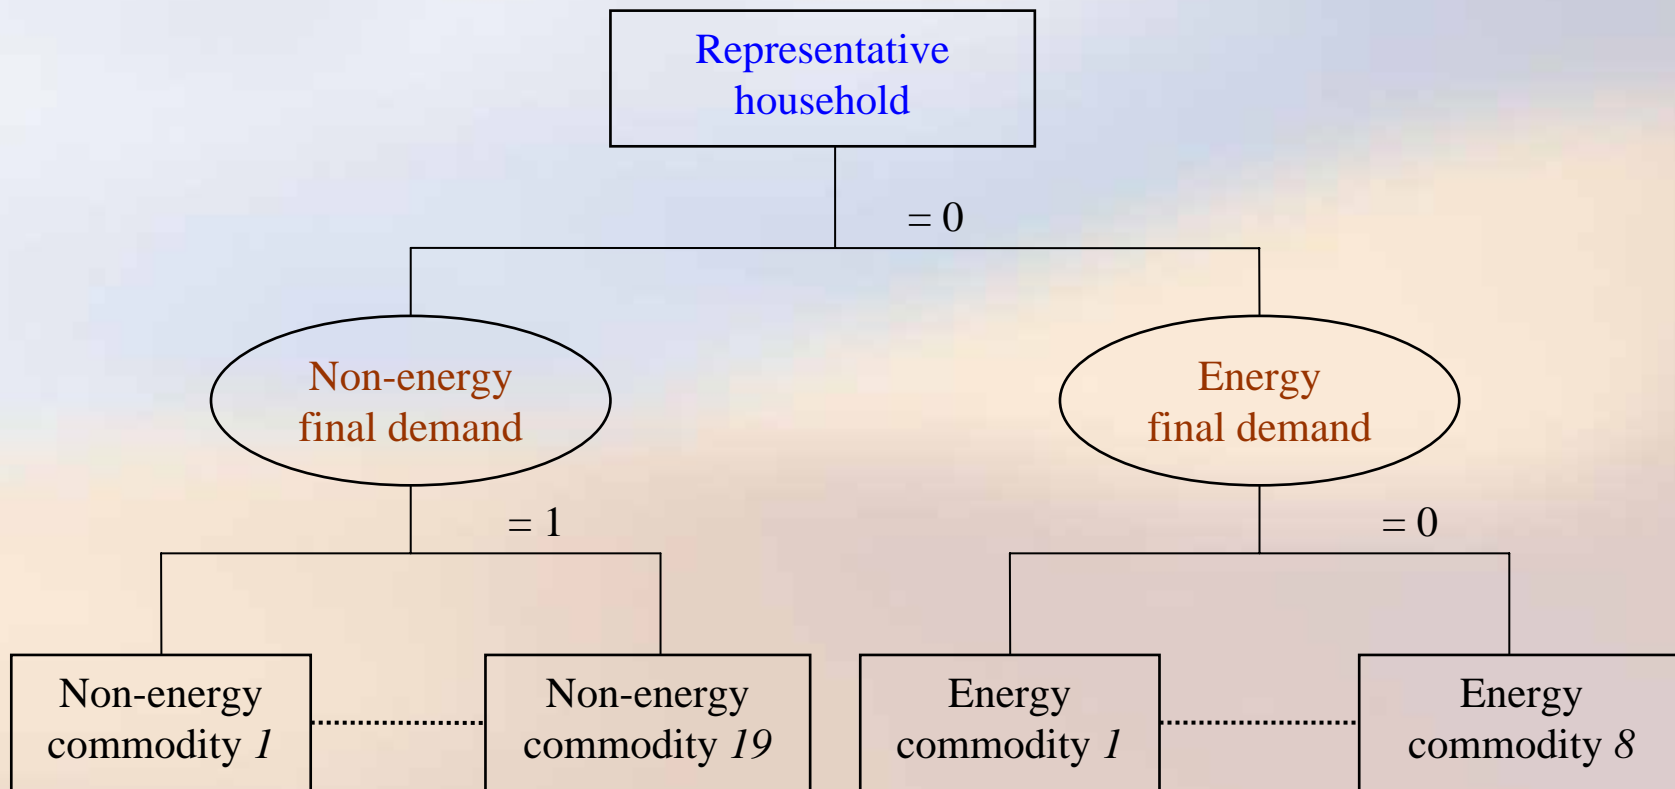 Representative
household
= 0
Non-energy
final demand
Energy
final demand
= 1
= 0
Non-energy
commodity 1
Non-energy
commodity 19
Energy
commodity 1
Energy
commodity 8